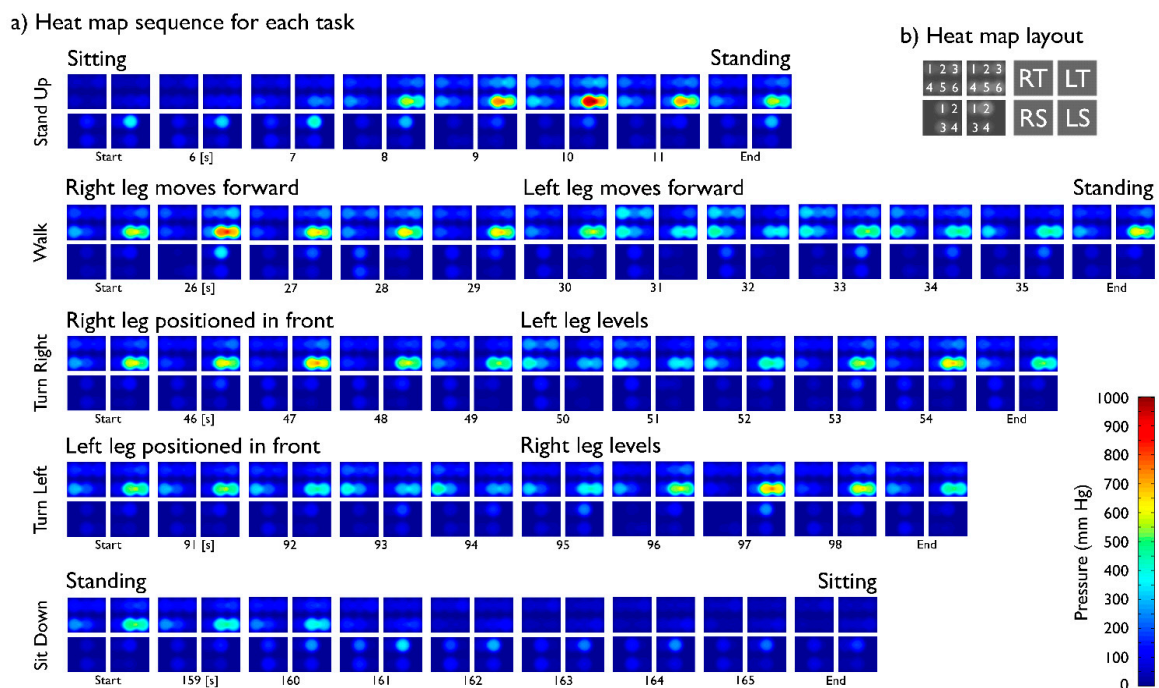 a) Heat map sequence for each task
b) Heat map layout
1 2 3 1 2 3
4 5 6 4 5 6
1 2 1 2
3 4 3 4
RT LT
RS LS
Stand Up
Sitting Standing
Start 6 [s] 7 8 9 10 11 End
Walk
Right leg moves forward Left leg moves forward Standing
Start 26 [s] 27 28 29 30 31 32 33 34 35 End
Turn Right
Right leg positioned in front Left leg levels
Start 46 [s] 47 48 49 50 51 52 53 54 End
Turn Left
Left leg positioned in front Right leg levels
Start 91 [s] 92 93 94 95 96 97 98 End
Sit Down
Standing Sitting
Start 159 [s] 160 161 162 163 164 165 End
Pressure (mm Hg)
1000
900
800
700
600
500
400
300
200
100
0